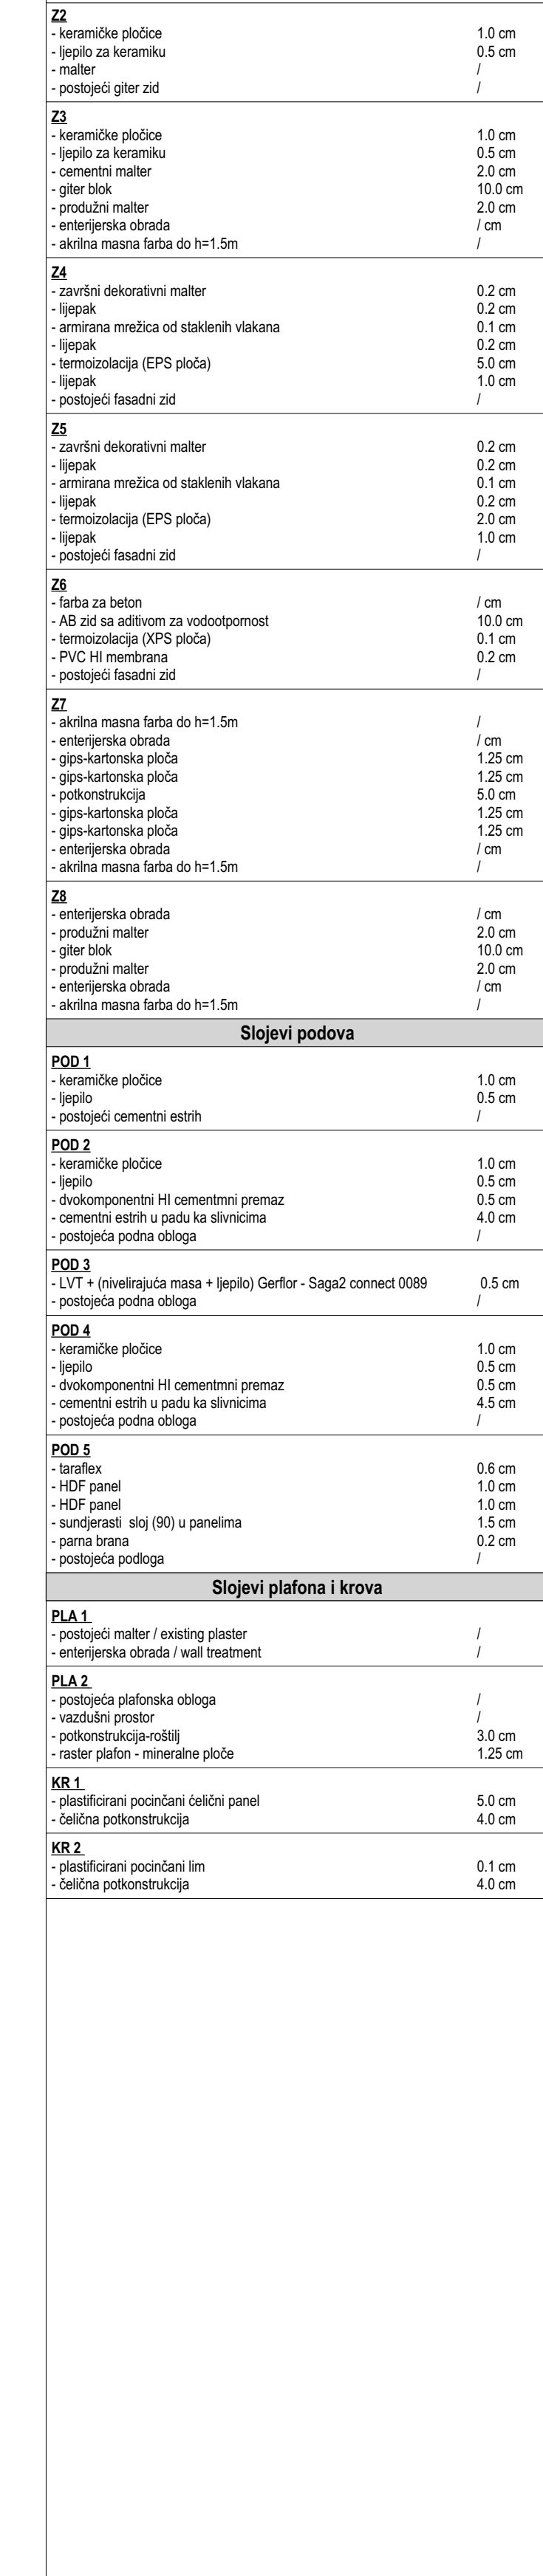 Z2
- keramičke pločice 1.0 cm
- ljepilo za keramiku 0.5 cm
- malter /
- postojeći giter zid /
Z3
- keramičke pločice 1.0 cm
- ljepilo za keramiku 0.5 cm
- cementni malter 2.0 cm
- giter blok 10.0 cm
- produžni malter 2.0 cm
- enterijerska obrada / cm
- akrilna masna farba do h=1.5m /
Z4
- završni dekorativni malter 0.2 cm
- lijepak 0.2 cm
- armirana mrežica od staklenih vlakana 0.1 cm
- lijepak 0.2 cm
- termoizolacija (EPS ploča) 5.0 cm
- lijepak 1.0 cm
- postojeći fasadni zid /
Z5
- završni dekorativni malter 0.2 cm
- lijepak 0.2 cm
- armirana mrežica od staklenih vlakana 0.1 cm
- lijepak 0.2 cm
- termoizolacija (EPS ploča) 2.0 cm
- lijepak 1.0 cm
- postojeći fasadni zid /
Z6
- farba za beton / cm
- AB zid sa aditivom za vodootpornost 10.0 cm
- termoizolacija (XPS ploča) 0.1 cm
- PVC HI membrana 0.2 cm
- postojeći fasadni zid /
Z7
- akrilna masna farba do h=1.5m /
- enterijerska obrada / cm
- gips-kartonska ploča 1.25 cm
- gips-kartonska ploča 1.25 cm
- potkonstrukcija 5.0 cm
- gips-kartonska ploča 1.25 cm
- gips-kartonska ploča 1.25 cm
- enterijerska obrada / cm
- akrilna masna farba do h=1.5m /
Z8
- enterijerska obrada / cm
- produžni malter 2.0 cm
- giter blok 10.0 cm
- produžni malter 2.0 cm
- enterijerska obrada / cm
- akrilna masna farba do h=1.5m /
Slojevi podova
POD 1
- keramičke pločice 1.0 cm
- ljepilo 0.5 cm
- postojeći cementni estrih /
POD 2
- keramičke pločice 1.0 cm
- ljepilo 0.5 cm
- dvokomponentni HI cementmni premaz 0.5 cm
- cementni estrih u padu ka slivnicima 4.0 cm
- postojeća podna obloga /
POD 3
- LVT + (nivelirajuća masa + ljepilo) Gerflor - Saga2 connect 0089 0.5 cm
- postojeća podna obloga /
POD 4
- keramičke pločice 1.0 cm
- ljepilo 0.5 cm
- dvokomponentni HI cementmni premaz 0.5 cm
- cementni estrih u padu ka slivnicima 4.5 cm
- postojeća podna obloga /
POD 5
- taraflex 0.6 cm
- HDF panel 1.0 cm
- HDF panel 1.0 cm
- sundjerasti sloj (90) u panelima 1.5 cm
- parna brana 0.2 cm
- postojeća podloga /
Slojevi plafona i krova
PLA 1
- postojeći malter / existing plaster /
- enterijerska obrada / wall treatment /
PLA 2
- postojeća plafonska obloga /
- vazdušni prostor /
- potkonstrukcija-roštilj 3.0 cm
- raster plafon - mineralne ploče 1.25 cm
KR 1
- plastificirani pocinčani ćelični panel 5.0 cm
- čelična potkonstrukcija 4.0 cm
KR 2
- plastificirani pocinčani lim 0.1 cm
- čelična potkonstrukcija 4.0 cm